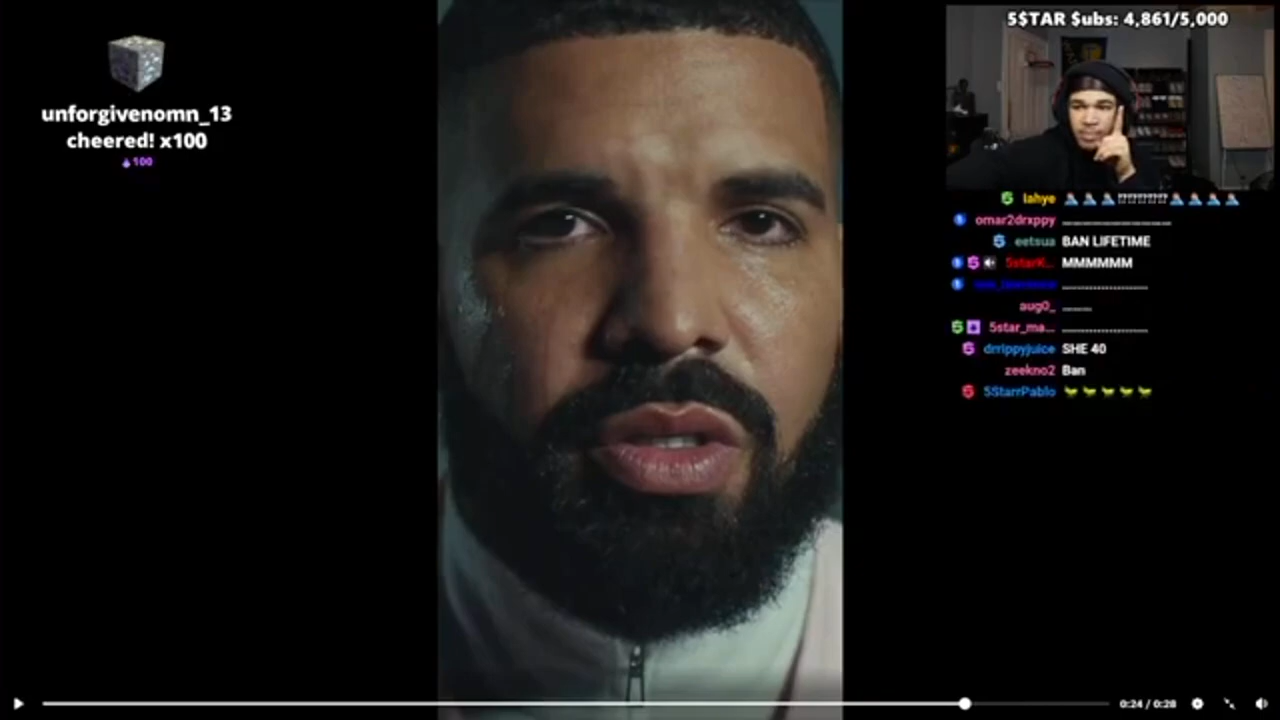 5$TAR $ubs: 4,861/5,000
unforgivenomn_13
cheered! x100
100
lahye
omar2drxppy ........................
eetsua BAN LIFETIME
5starK... MMMMMM
...................
aug0_ .......
5star_ma... ...................
drrippyjuice SHE 40
zeekno2 Ban
5StarrPablo
0:24 / 0:28